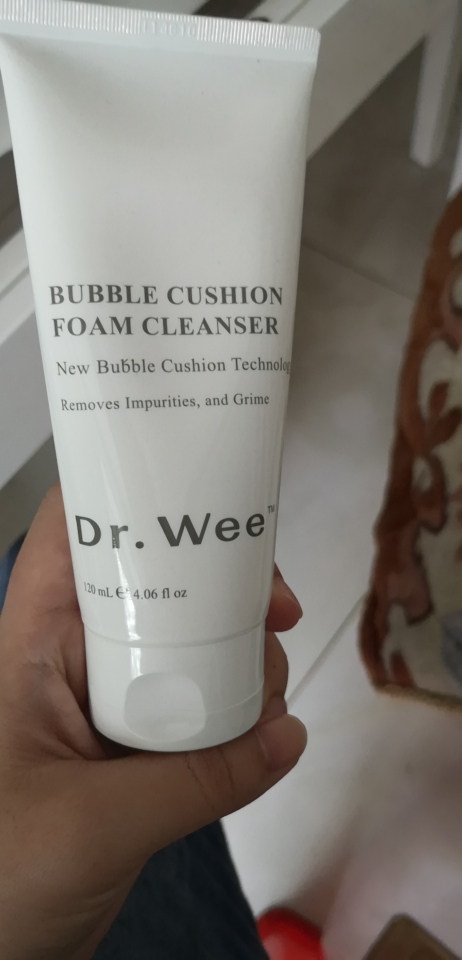 BUBBLE CUSHION
FOAM CLEANSER
New Bubble Cushion Technolog
Removes Impurities, and Grime
Dr. Wee™
120 mL ℮ 4.06 fl oz